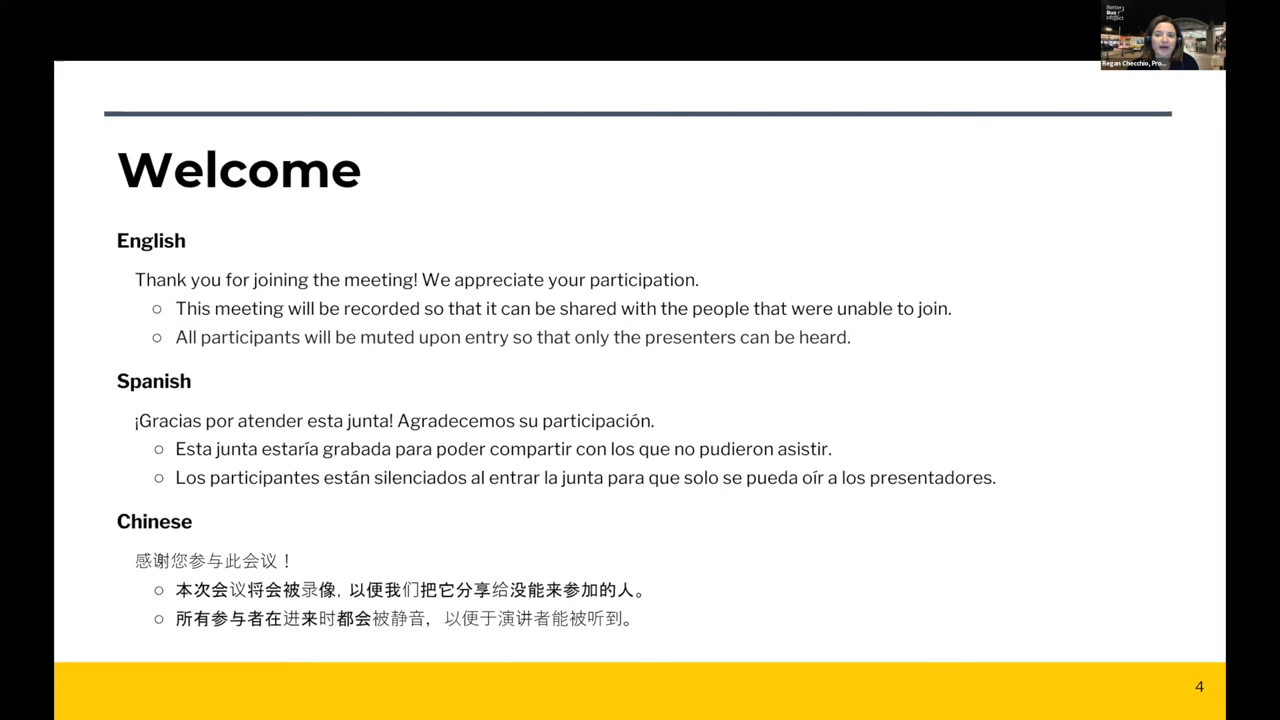 Better
Bus
Project
Regan Checchio, Pro...
Welcome
English
Thank you for joining the meeting! We appreciate your participation.
○ This meeting will be recorded so that it can be shared with the people that were unable to join.
○ All participants will be muted upon entry so that only the presenters can be heard.
Spanish
¡Gracias por atender esta junta! Agradecemos su participación.
○ Esta junta estaría grabada para poder compartir con los que no pudieron asistir.
○ Los participantes están silenciados al entrar la junta para que solo se pueda oír a los presentadores.
Chinese
感谢您参与此会议！
○ 本次会议将会被录像, 以便我们把它分享给没能来参加的人。
○ 所有参与者在进来时都会被静音, 以便于演讲者能被听到。
4